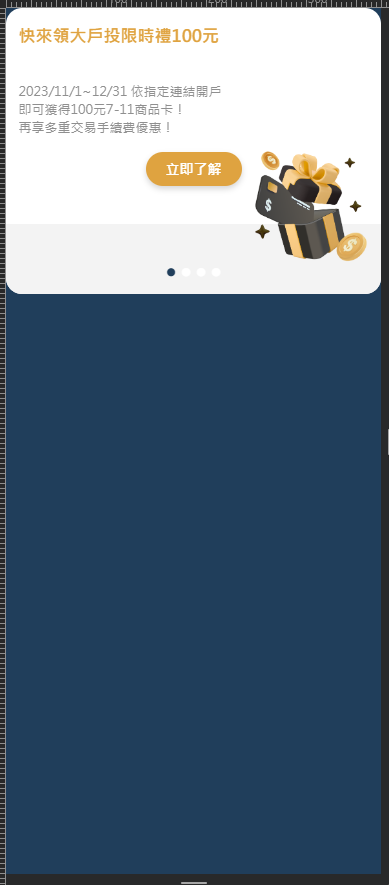 快來領大戶投限時禮100元
2023/11/1~12/31 依指定連結開戶
即可獲得100元7-11商品卡！
再享多重交易手續費優惠！
立即了解
$
$
$